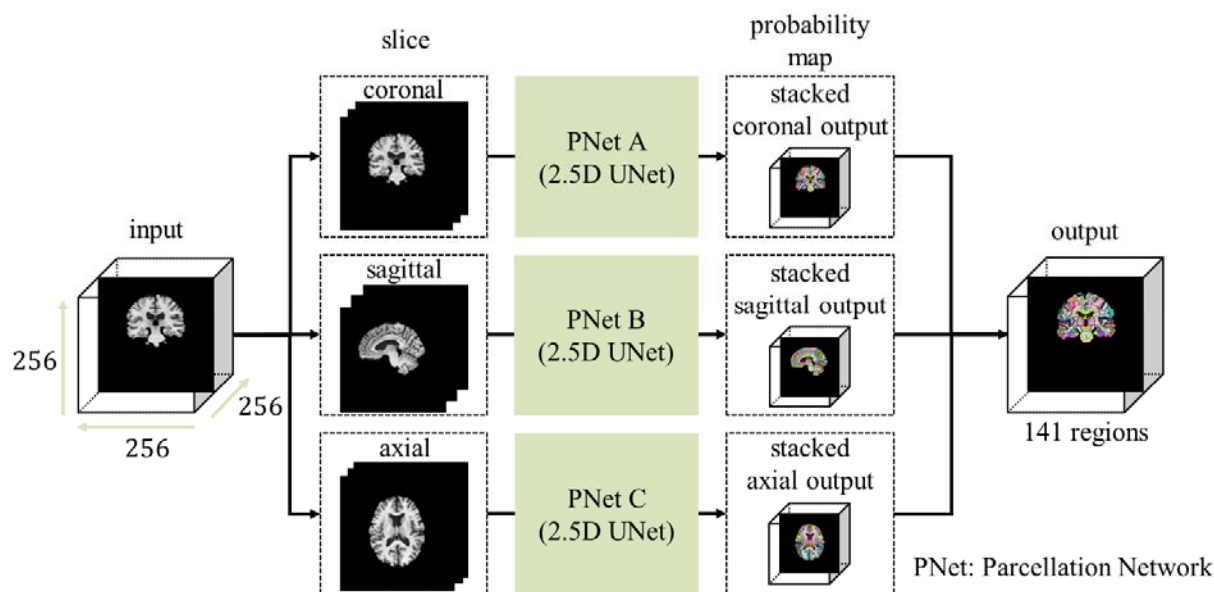 slice
probability
map
input
256
256
256
coronal
PNet A
(2.5D UNet)
stacked
coronal output
sagittal
PNet B
(2.5D UNet)
stacked
sagittal output
axial
PNet C
(2.5D UNet)
stacked
axial output
output
141 regions
PNet: Parcellation Network